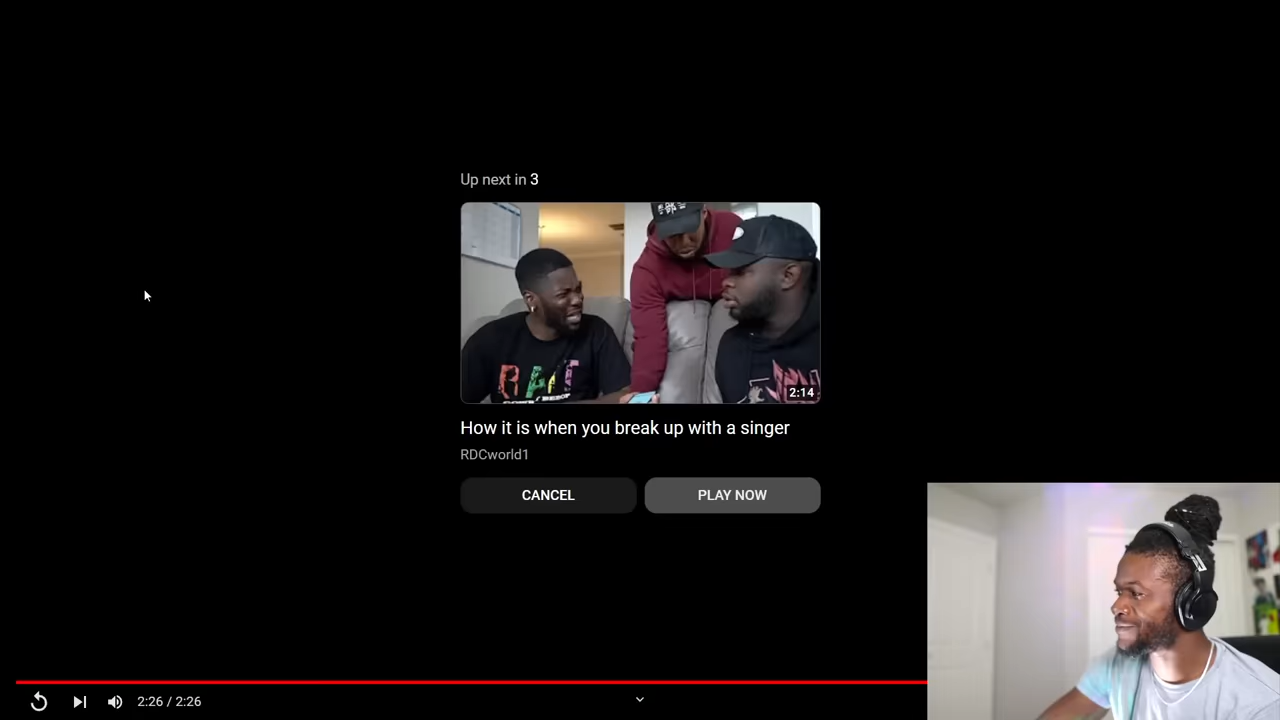 Up next in 3
2:14
How it is when you break up with a singer
RDCworld1
CANCEL
PLAY NOW
2:26 / 2:26